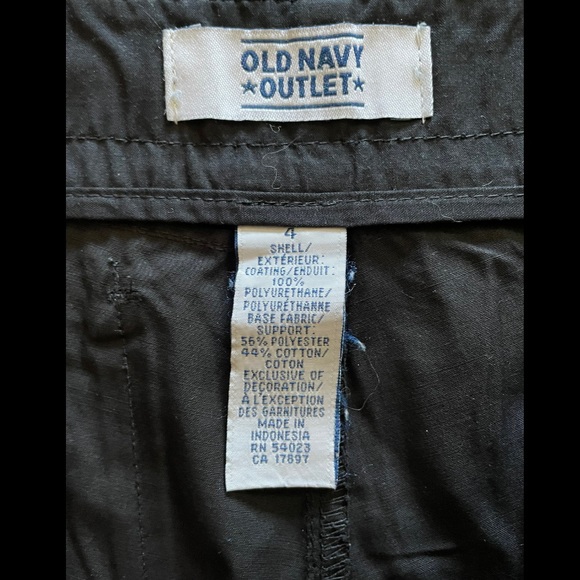 OLD NAVY
★OUTLET★
4
SHELL/
EXTÉRIEUR:
COATING/ENDUIT:
100%
POLYURETHANE/
POLYURÉTHANNE
BASE FABRIC/
SUPPORT:
56% POLYESTER
44% COTTON/
COTON
EXCLUSIVE OF
DECORATION/
À L'EXCEPTION
DES GARNITURES
MADE IN
INDONESIA
RN 54023
CA 17897